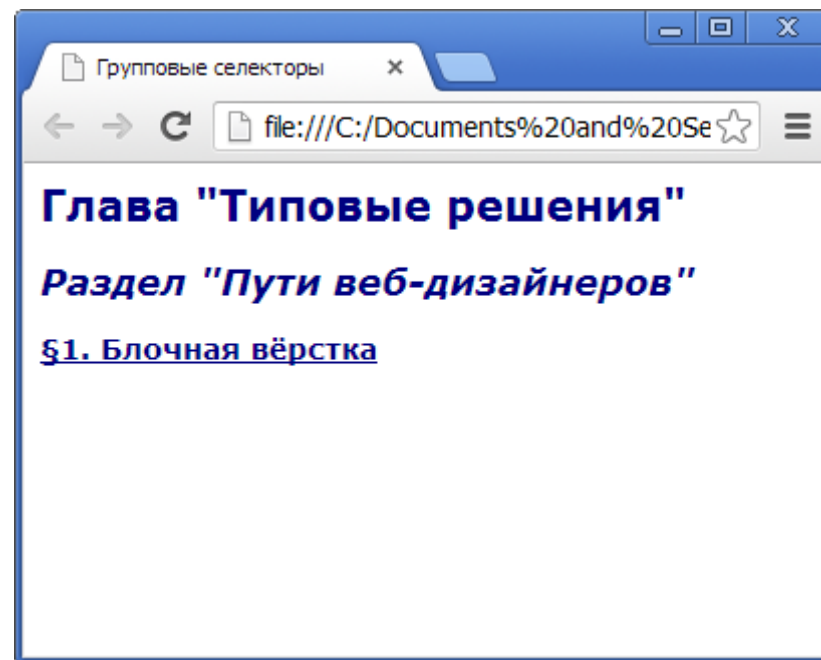 Групповые селекторы
file:///C:/Documents%20and%20Se
Глава "Типовые решения"
Раздел "Пути веб-дизайнеров"
§1. Блочная вёрстка